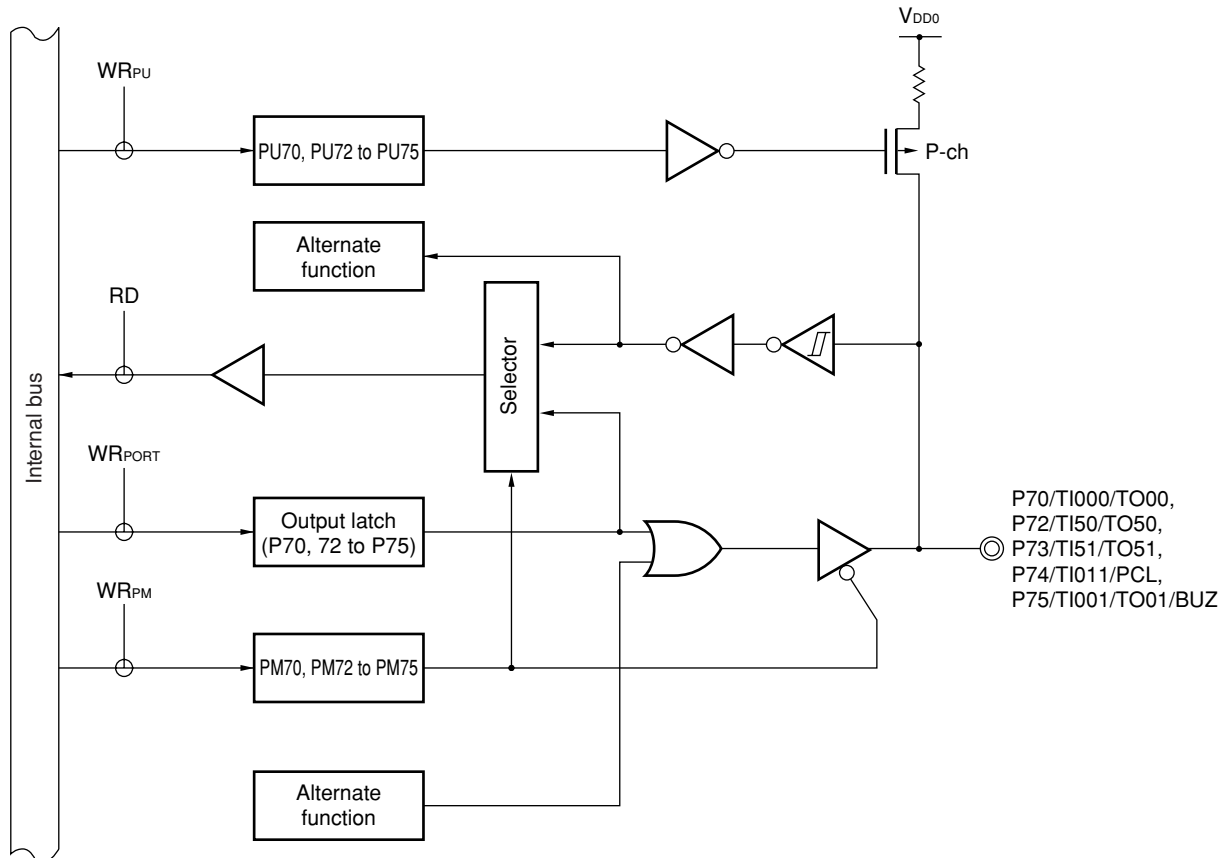 VDD0
WRPU
PU70, PU72 to PU75
P-ch
Alternate
function
RD
Selector
Internal bus
WRPORT
Output latch
(P70, 72 to P75)
P70/TI000/TO00,
P72/TI50/TO50,
P73/TI51/TO51,
P74/TI011/PCL,
P75/TI001/TO01/BUZ
WRPM
PM70, PM72 to PM75
Alternate
function